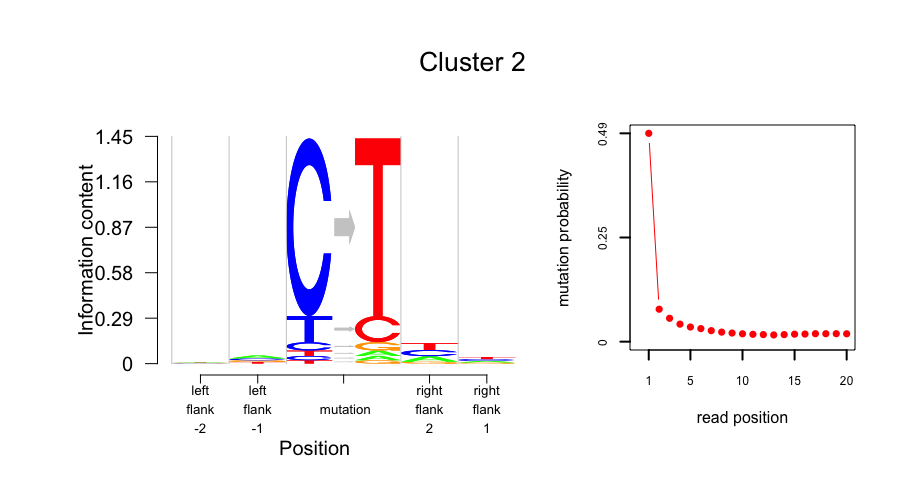 Cluster 2
Information content
1.45
1.16
0.87
0.58
0.29
0
C T
T C
left flank -2
left flank -1
mutation
right flank 2
right flank 1
Position
mutation probability
0.49
0.25
0
1 5 10 15 20
read position